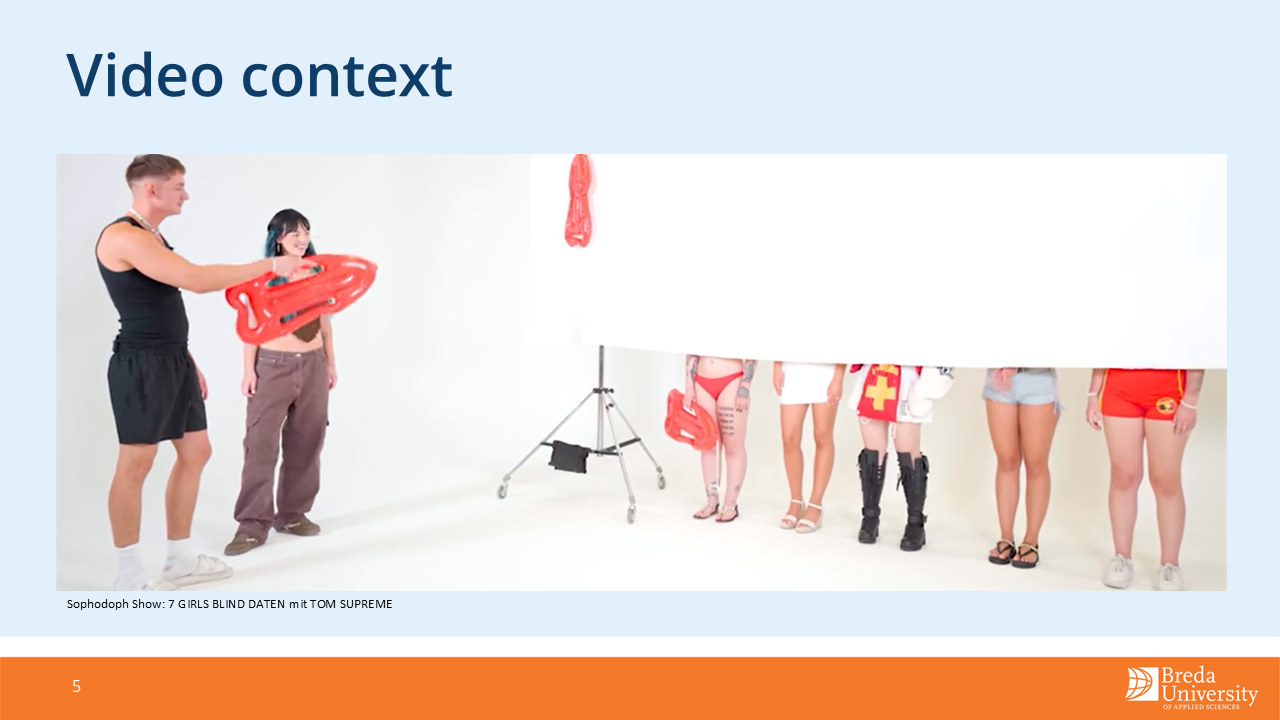 Video context
Sophodoph Show: 7 GIRLS BLIND DATEN mit TOM SUPREME
5
Breda
University
OF APPLIED SCIENCES